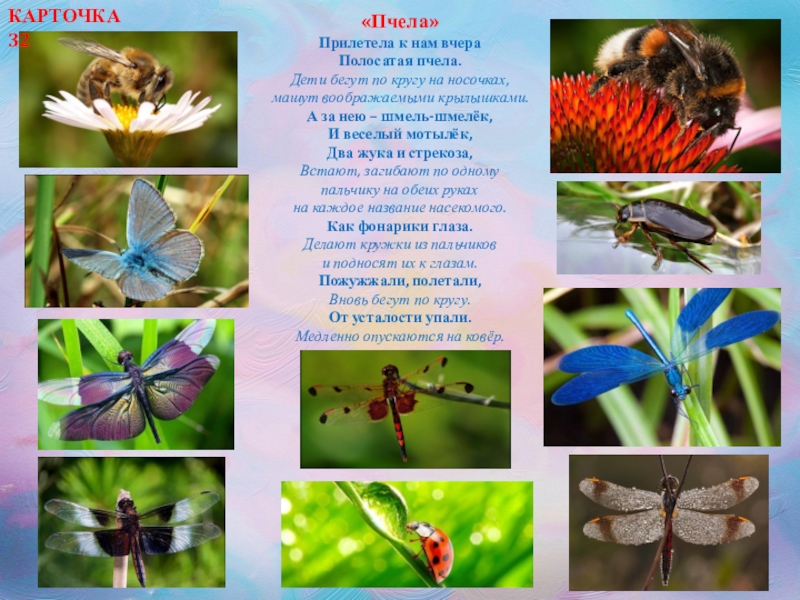 КАРТОЧКА
32
«Пчела»
Прилетела к нам вчера
Полосатая пчела.
Дети бегут по кругу на носочках,
машут воображаемыми крылышками.
А за нею – шмель-шмелёк,
И веселый мотылёк,
Два жука и стрекоза,
Встают, загибают по одному
пальчику на обеих руках
на каждое название насекомого.
Как фонарики глаза.
Делают кружки из пальчиков
и подносят их к глазам.
Пожужжали, полетали,
Вновь бегут по кругу.
От усталости упали.
Медленно опускаются на ковёр.